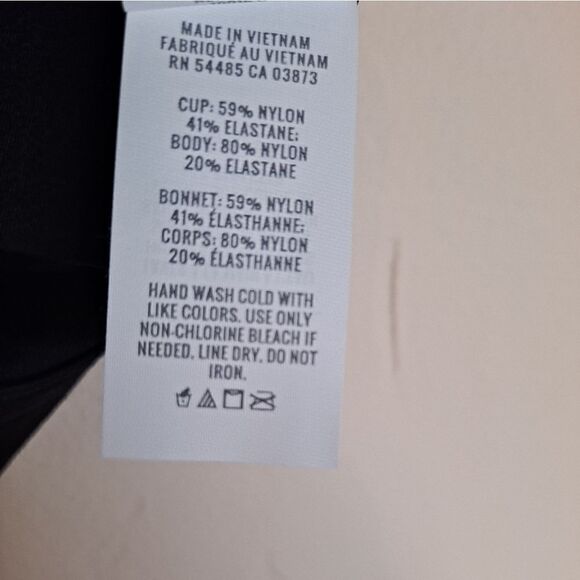 MADE IN VIETNAM
FABRIQUÉ AU VIETNAM
RN 54485 CA 03873
CUP: 59% NYLON
41% ELASTANE;
BODY: 80% NYLON
20% ELASTANE
BONNET: 59% NYLON
41% ÉLASTHANNE;
CORPS: 80% NYLON
20% ÉLASTHANNE
HAND WASH COLD WITH
LIKE COLORS. USE ONLY
NON-CHLORINE BLEACH IF
NEEDED. LINE DRY. DO NOT
IRON.